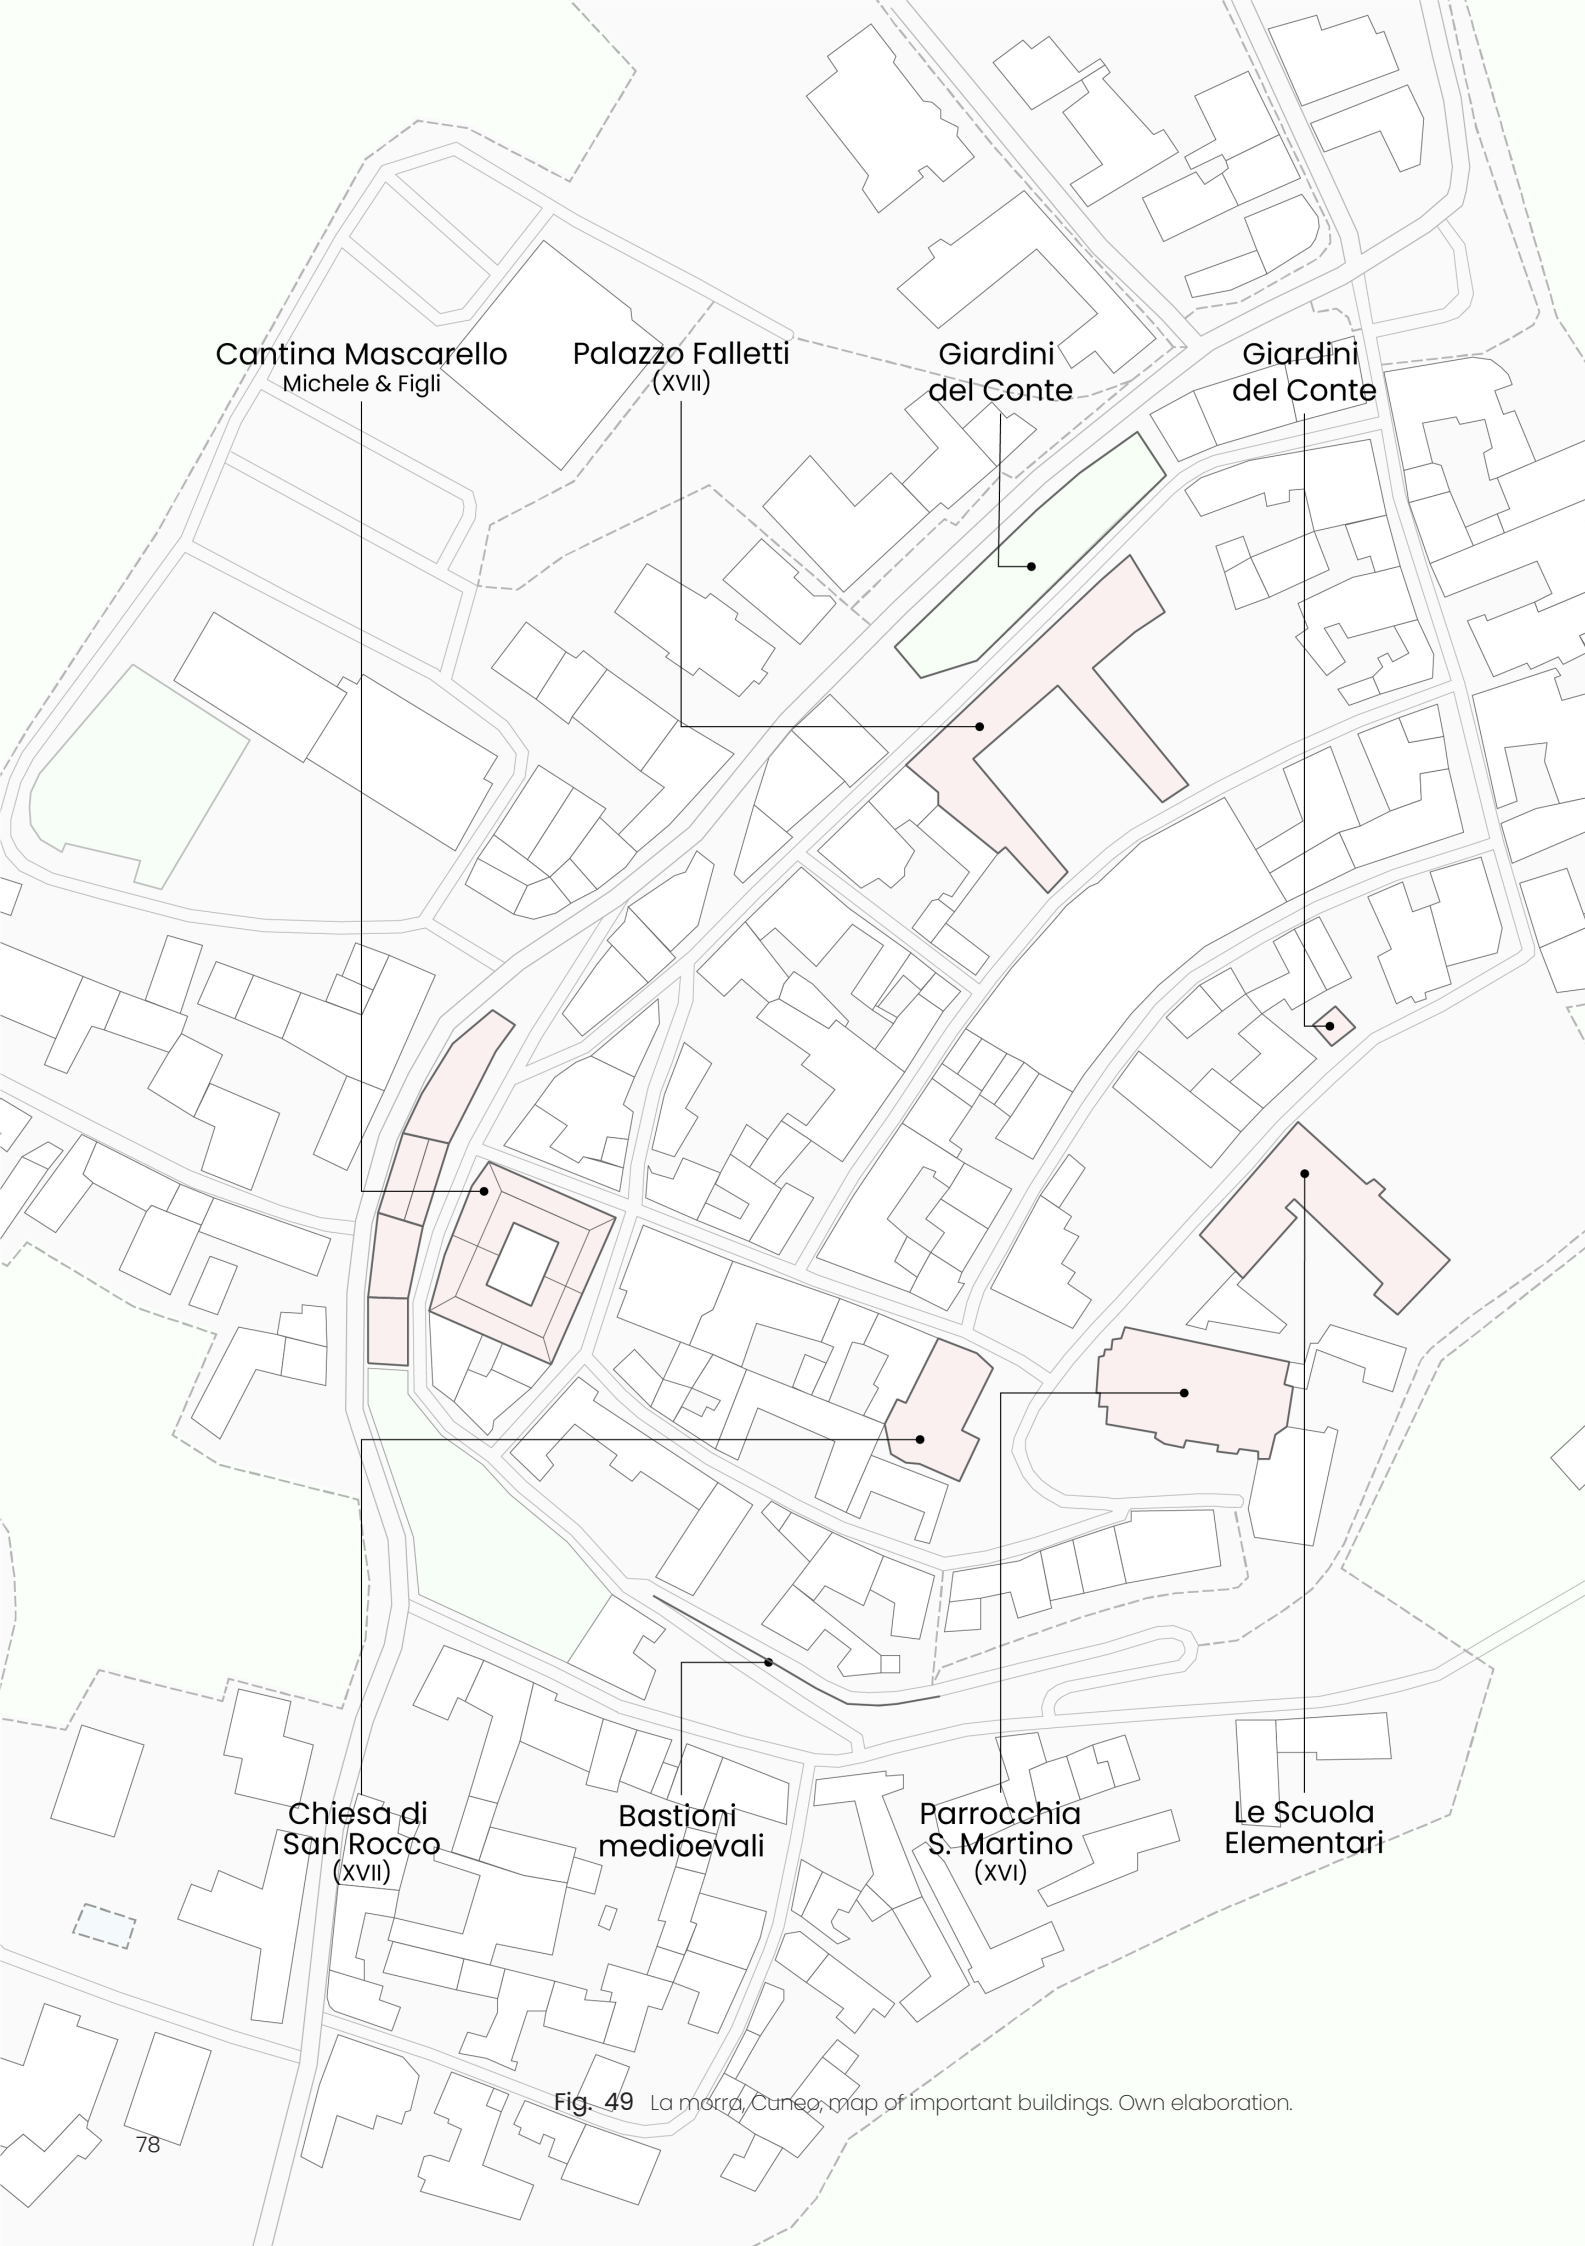 Cantina Mascarello
Michele & Figli
Palazzo Falletti
(XVII)
Giardini
del Conte
Giardini
del Conte
Chiesa di
San Rocco
(XVII)
Bastioni
medioevali
Parrocchia
S. Martino
(XVI)
Le Scuola
Elementari
Fig. 49 La morra, Cuneo, map of important buildings. Own elaboration.
78